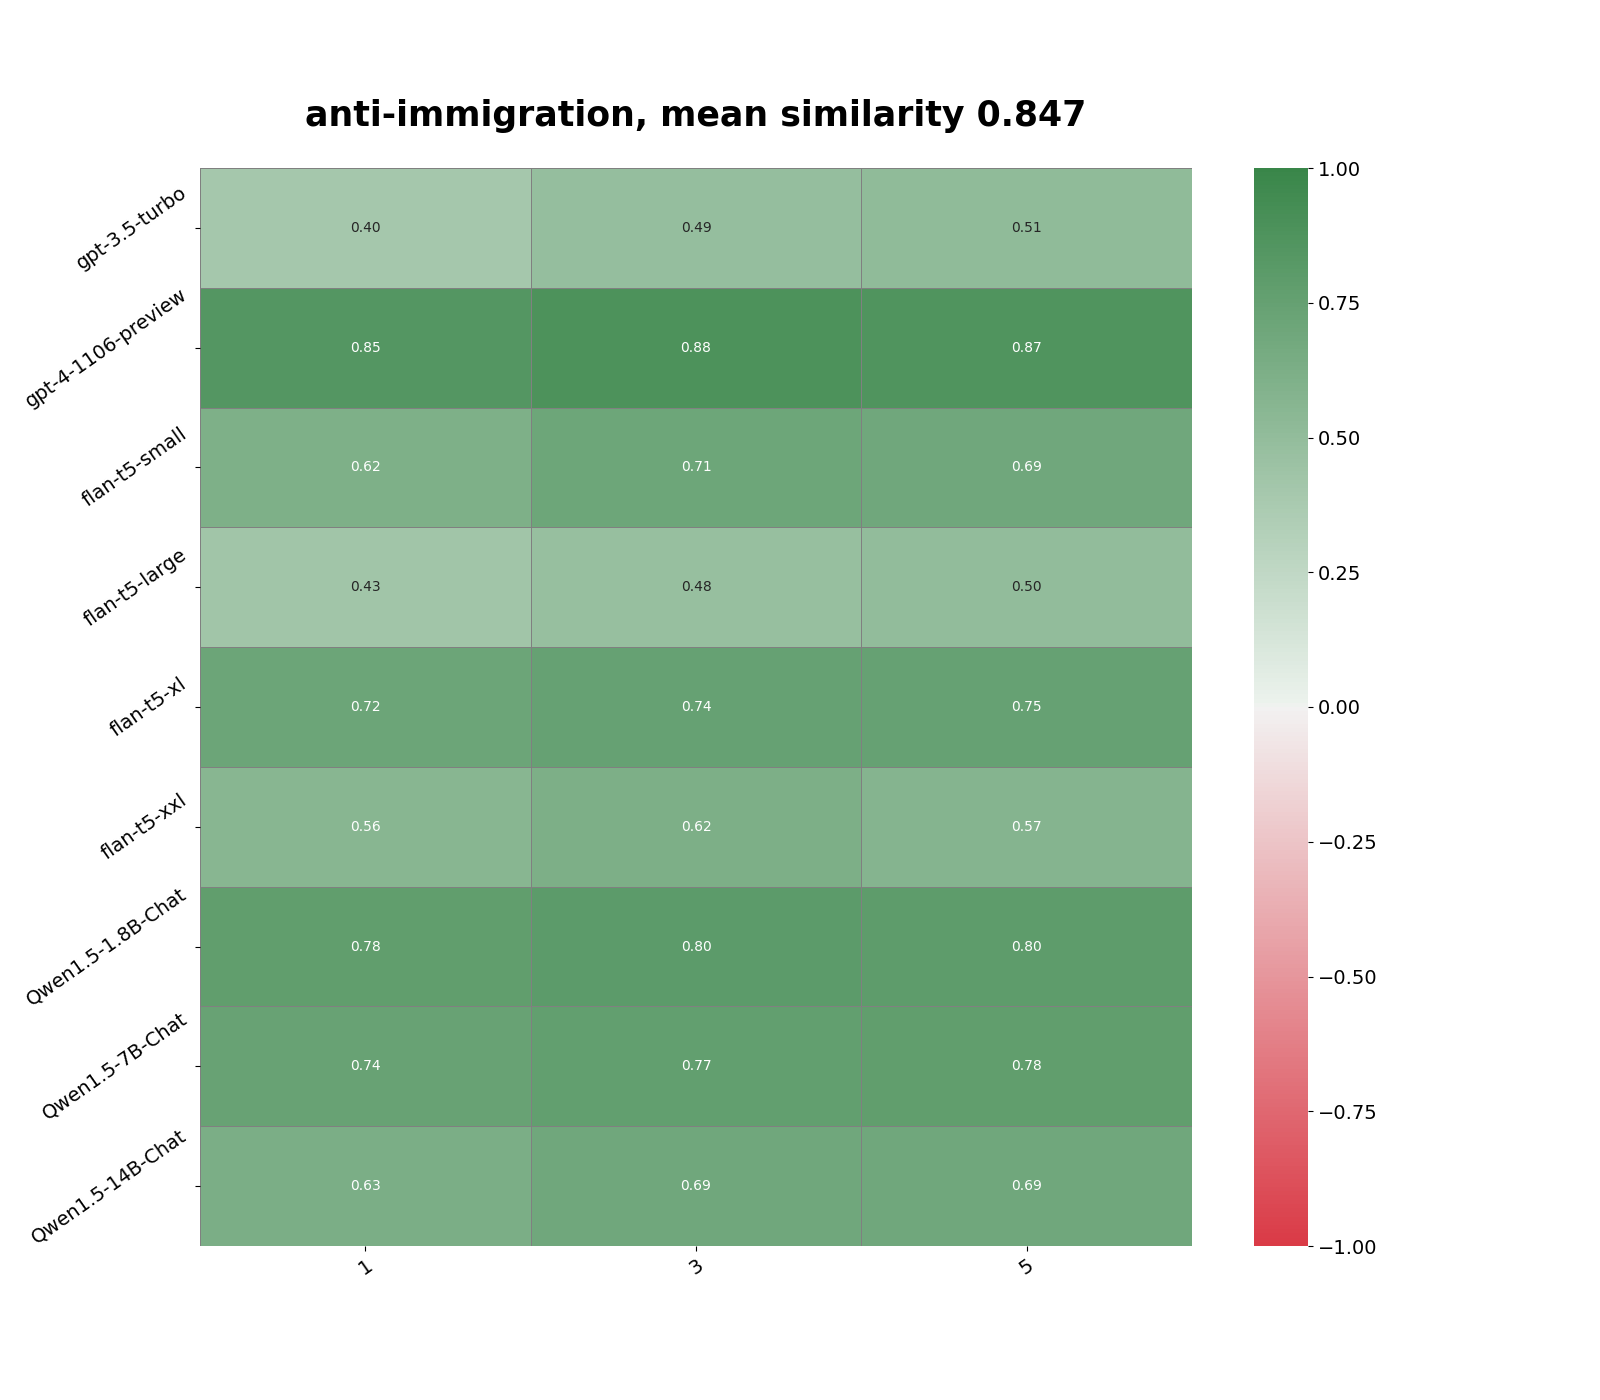 anti-immigration, mean similarity 0.847
gpt-3.5-turbo 0.40 0.49 0.51
gpt-4-1106-preview 0.85 0.88 0.87
flan-t5-small 0.62 0.71 0.69
flan-t5-large 0.43 0.48 0.50
flan-t5-xl 0.72 0.74 0.75
flan-t5-xxl 0.56 0.62 0.57
Qwen1.5-1.8B-Chat 0.78 0.80 0.80
Qwen1.5-7B-Chat 0.74 0.77 0.78
Qwen1.5-14B-Chat 0.63 0.69 0.69
1 3 5
1.00
0.75
0.50
0.25
0.00
−0.25
−0.50
−0.75
−1.00